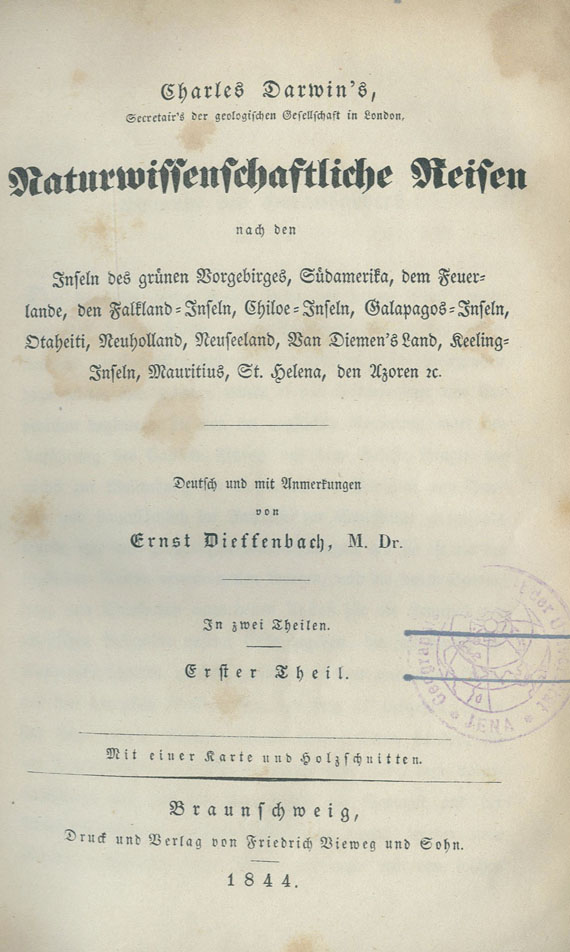 Charles Darwin's,
Secretair's der geologischen Gesellschaft in London,
Naturwissenschaftliche Reisen
nach den
Inseln des grünen Vorgebirges, Südamerika, dem Feuer-
lande, den Falkland-Inseln, Chiloe-Inseln, Galapagos-Inseln,
Otaheiti, Neuholland, Neuseeland, Van Diemen's Land, Keeling-
Inseln, Mauritius, St. Helena, den Azoren ꝛc.
Deutsch und mit Anmerkungen
von
Ernst Dieffenbach, M. Dr.
In zwei Theilen.
Erster Theil.
JENA
Mit einer Karte und Holzschnitten.
Braunschweig,
Druck und Verlag von Friedrich Vieweg und Sohn.
1844.